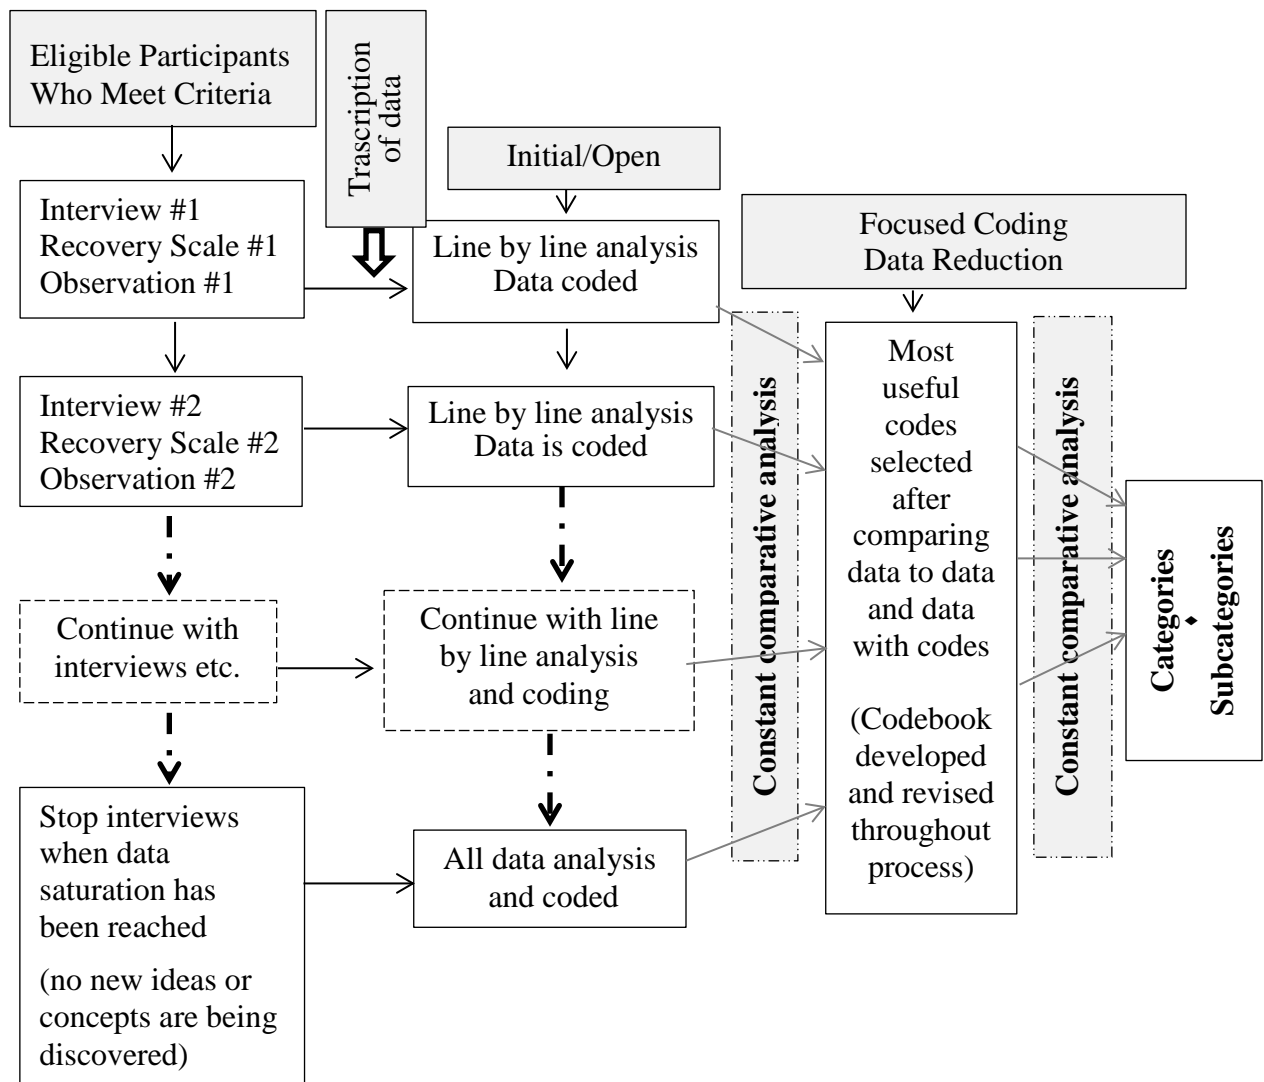 Eligible Participants
Who Meet Criteria
Trascription
of data
Initial/Open
Focused Coding
Data Reduction
Interview #1
Recovery Scale #1
Observation #1
Line by line analysis
Data coded
Interview #2
Recovery Scale #2
Observation #2
Line by line analysis
Data is coded
Continue with
interviews etc.
Continue with line
by line analysis
and coding
Stop interviews
when data
saturation has
been reached
(no new ideas or
concepts are being
discovered)
All data analysis
and coded
Constant comparative analysis
Most
useful
codes
selected
after
comparing
data to data
and data
with codes
(Codebook
developed
and revised
throughout
process)
Constant comparative analysis
Categories
Subcategories